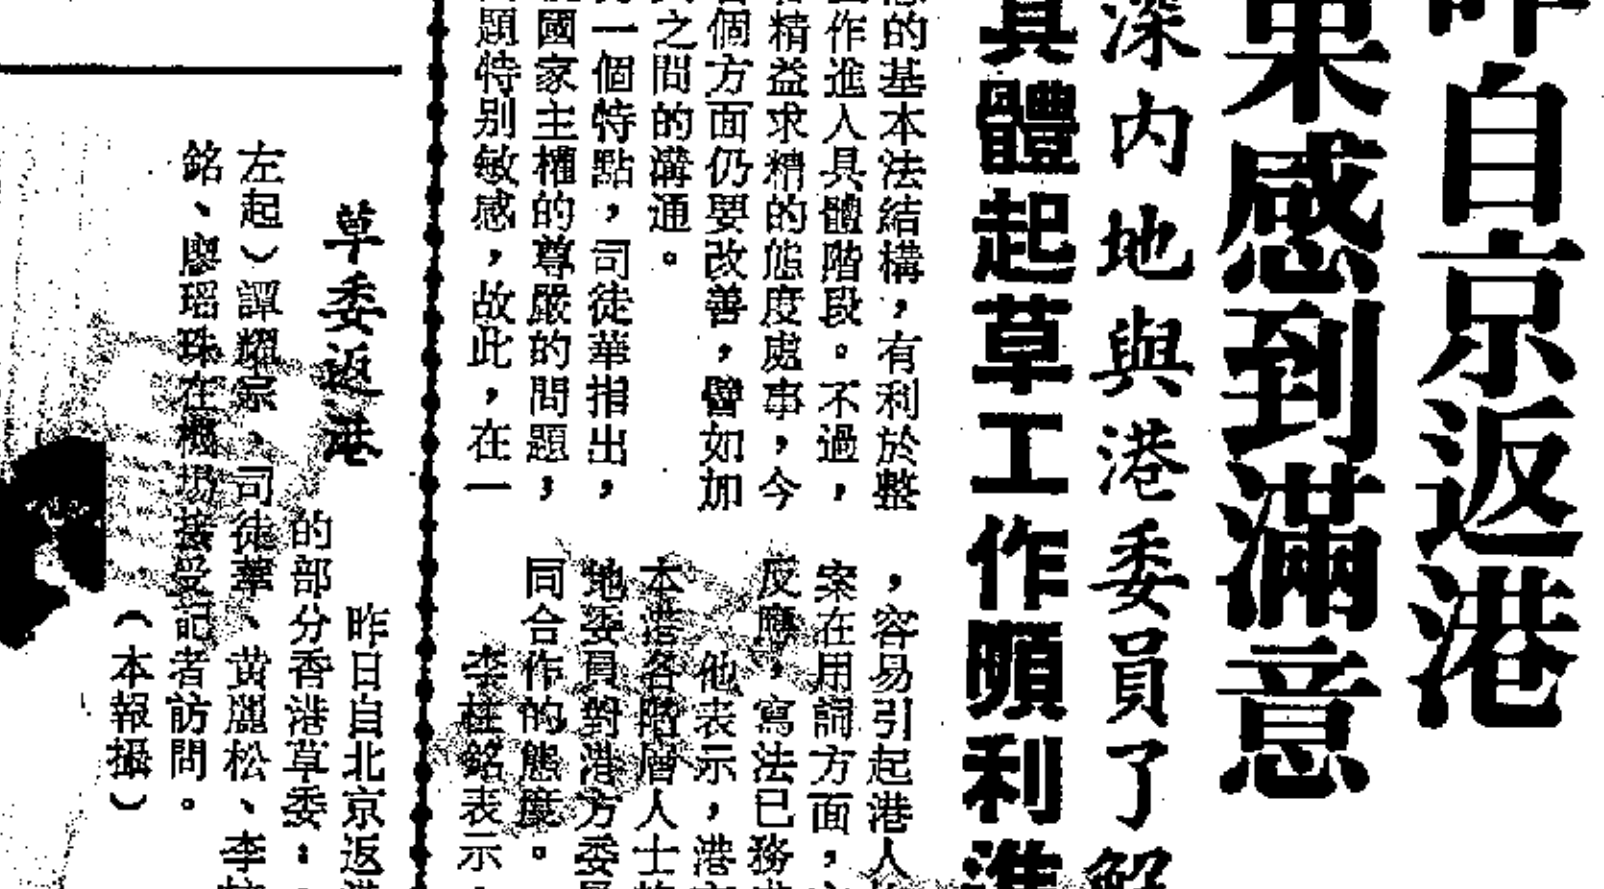 昨自京返港
果感到滿意
深內地與港委員了解
具體起草工作順利進
的基本法結構，有利於整
作進入具體階段。不過，
精益求精的態度處事，今
個方面仍要改善，譬如加
之間的溝通。
一個特點，司徒華指出，
國家主權的尊嚴的問題，
題特别敏感，故此，在一
，容易引起港人
案在用詞方面，
反應，寫法已務
他表示，港
本港各階層人士
地委員對港方委員
同合作的態度。
李柱銘表示
草委返港
昨日自北京返港
的部分香港草委：
左起）譚耀宗、司徒華、黃麗松、李柱
銘、廖瑶珠在機場接受記者訪問。
（本報攝）